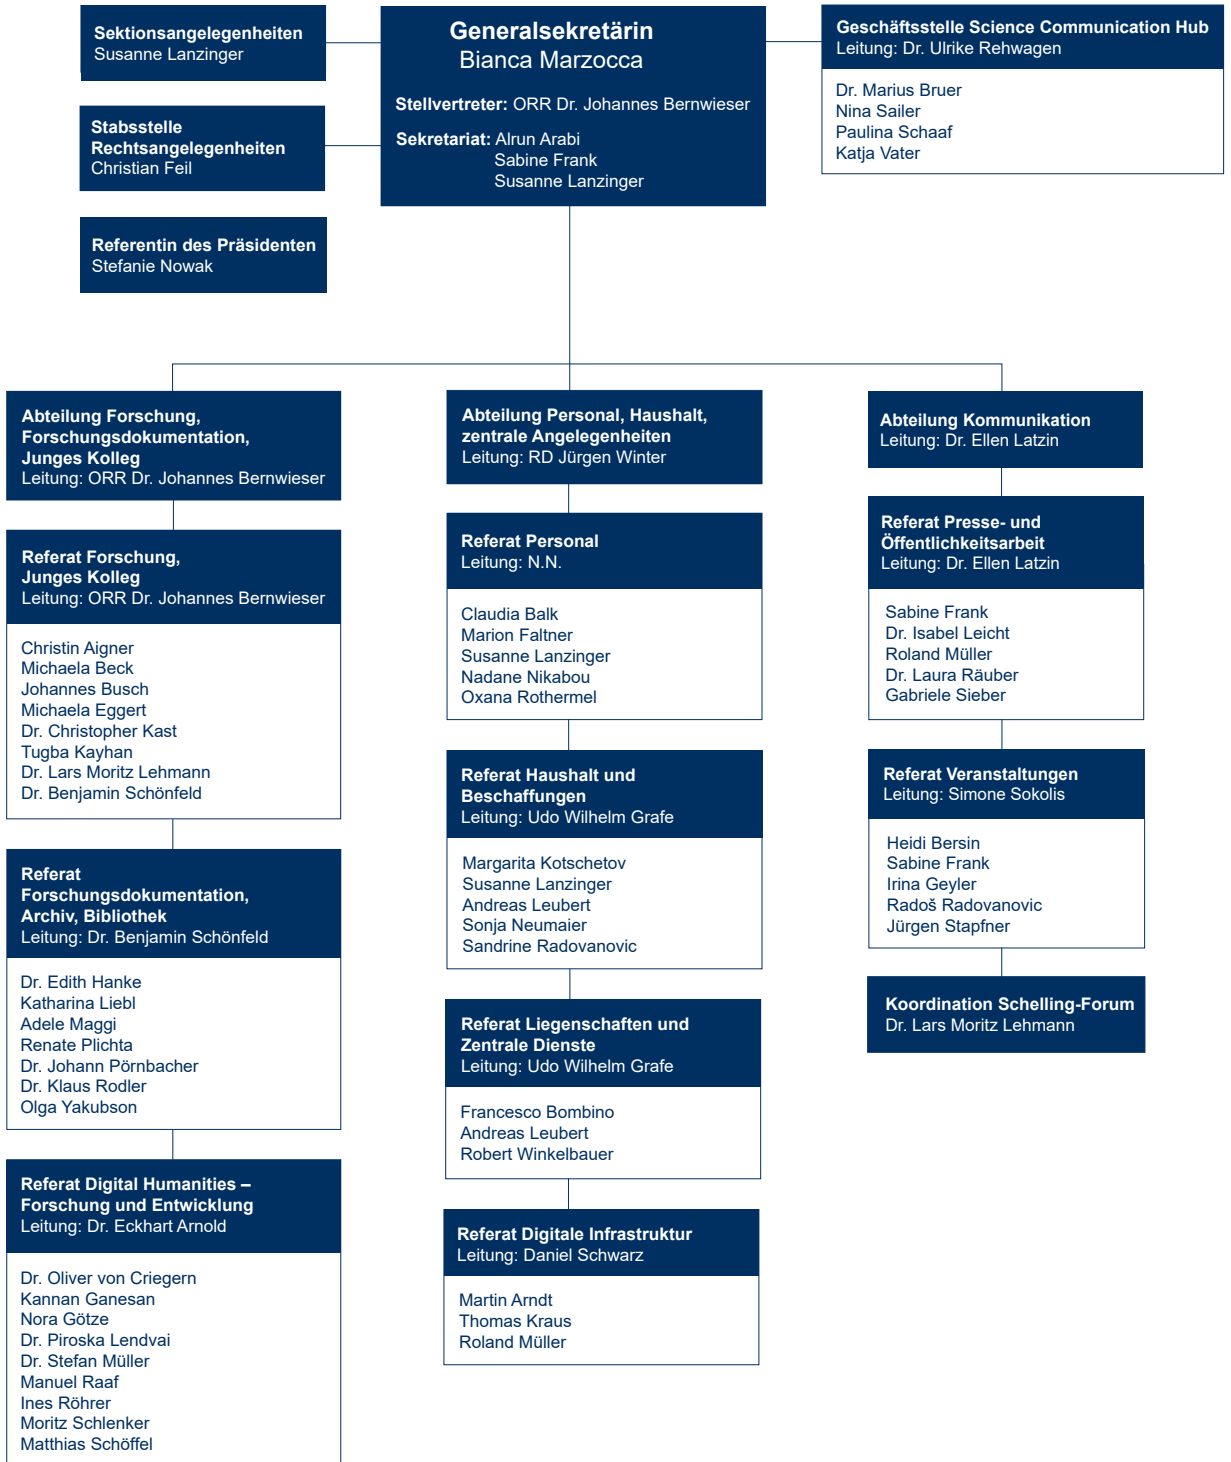 Sektionsangelegenheiten
Susanne Lanzinger
Stabsstelle
Rechtsangelegenheiten
Christian Feil
Referentin des Präsidenten
Stefanie Nowak
Generalsekretärin
Bianca Marzocca
Stellvertreter: ORR Dr. Johannes Bernwieser
Sekretariat: Alrun Arabi
Sabine Frank
Susanne Lanzinger
Geschäftsstelle Science Communication Hub
Leitung: Dr. Ulrike Rehwagen
Dr. Marius Bruer
Nina Sailer
Paulina Schaaf
Katja Vater
Abteilung Forschung,
Forschungsdokumentation,
Junges Kolleg
Leitung: ORR Dr. Johannes Bernwieser
Referat Forschung,
Junges Kolleg
Leitung: ORR Dr. Johannes Bernwieser
Christin Aigner
Michaela Beck
Johannes Busch
Michaela Eggert
Dr. Christopher Kast
Tugba Kayhan
Dr. Lars Moritz Lehmann
Dr. Benjamin Schönfeld
Referat
Forschungsdokumentation,
Archiv, Bibliothek
Leitung: Dr. Benjamin Schönfeld
Dr. Edith Hanke
Katharina Liebl
Adele Maggi
Renate Plichta
Dr. Johann Pörnbacher
Dr. Klaus Rodler
Olga Yakubson
Referat Digital Humanities –
Forschung und Entwicklung
Leitung: Dr. Eckhart Arnold
Dr. Oliver von Criegern
Kannan Ganesan
Nora Götze
Dr. Piroska Lendvai
Dr. Stefan Müller
Manuel Raaf
Ines Röhrer
Moritz Schlenker
Matthias Schöffel
Abteilung Personal, Haushalt,
zentrale Angelegenheiten
Leitung: RD Jürgen Winter
Referat Personal
Leitung: N.N.
Claudia Balk
Marion Faltner
Susanne Lanzinger
Nadane Nikabou
Oxana Rothermel
Referat Haushalt und
Beschaffungen
Leitung: Udo Wilhelm Grafe
Margarita Kotschetov
Susanne Lanzinger
Andreas Leubert
Sonja Neumaier
Sandrine Radovanovic
Referat Liegenschaften und
Zentrale Dienste
Leitung: Udo Wilhelm Grafe
Francesco Bombino
Andreas Leubert
Robert Winkelbauer
Referat Digitale Infrastruktur
Leitung: Daniel Schwarz
Martin Arndt
Thomas Kraus
Roland Müller
Abteilung Kommunikation
Leitung: Dr. Ellen Latzin
Referat Presse- und
Öffentlichkeitsarbeit
Leitung: Dr. Ellen Latzin
Sabine Frank
Dr. Isabel Leicht
Roland Müller
Dr. Laura Räuber
Gabriele Sieber
Referat Veranstaltungen
Leitung: Simone Sokolis
Heidi Bersin
Sabine Frank
Irina Geyler
Radoš Radovanovic
Jürgen Stapfner
Koordination Schelling-Forum
Dr. Lars Moritz Lehmann